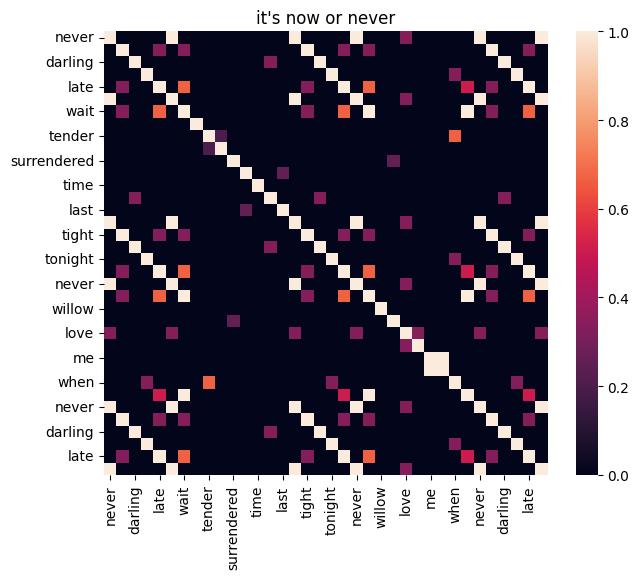 it's now or never
never
darling
late
wait
tender
surrendered
time
last
tight
tonight
never
willow
love
me
when
never
darling
late
never
darling
late
wait
tender
surrendered
time
last
tight
tonight
never
willow
love
me
when
never
darling
late
1.0
0.8
0.6
0.4
0.2
0.0